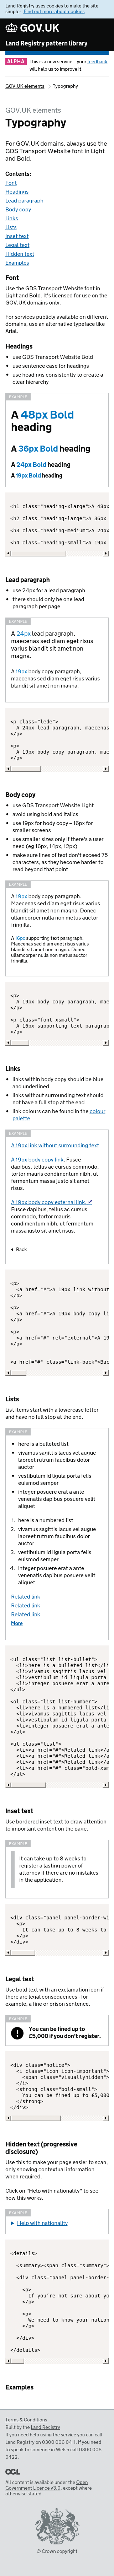 Land Registry uses cookies to make the site
simpler. Find out more about cookies
GOV.UK
Land Registry pattern library
ALPHA This is a new service – your feedback
will help us to improve it.
GOV.UK elements Typography
GOV.UK elements
Typography
For GOV.UK domains, always use the
GDS Transport Website font in Light
and Bold.
Contents:
Font
Headings
Lead paragraph
Body copy
Links
Lists
Inset text
Legal text
Hidden text
Examples
Font
Use the GDS Transport Website font in
Light and Bold. It's licensed for use on the
GOV.UK domains only.
For services publicly available on different
domains, use an alternative typeface like
Arial.
Headings
use GDS Transport Website Bold
use sentence case for headings
use headings consistently to create a
clear hierarchy
EXAMPLE
A 48px Bold
heading
A 36px Bold heading
A 24px Bold heading
A 19px Bold heading
<h1 class="heading-xlarge">A 48px
<h2 class="heading-large">A 36px
<h3 class="heading-medium">A 24px
<h4 class="heading-small">A 19px
Lead paragraph
use 24px for a lead paragraph
there should only be one lead
paragraph per page
EXAMPLE
A 24px lead paragraph,
maecenas sed diam eget risus
varius blandit sit amet non
magna.
A 19px body copy paragraph,
maecenas sed diam eget risus
varius blandit sit amet non magna.
<p class="lede">
A 24px lead paragraph, maecenas
</p>
<p>
A 19px body copy paragraph, mae
</p>
Body copy
use GDS Transport Website Light
avoid using bold and italics
use 19px for body copy – 16px for
smaller screens
use smaller sizes only if there's a user
need (eg 16px, 14px, 12px)
make sure lines of text don't exceed 75
characters, as they become harder to
read beyond that point
EXAMPLE
A 19px body copy paragraph.
Maecenas sed diam eget risus varius
blandit sit amet non magna. Donec
ullamcorper nulla non metus auctor
fringilla.
A 16px supporting text paragraph.
Maecenas sed diam eget risus varius
blandit sit amet non magna. Donec
ullamcorper nulla non metus auctor
fringilla.
<p>
A 19px body copy paragraph, mae
</p>
<p class="font-xsmall">
A 16px supporting text paragraph
</p>
Links
links within body copy should be blue
and underlined
links without surrounding text should
not have a full stop at the end
link colours can be found in the colour
palette
EXAMPLE
A 19px link without surrounding text
A 19px body copy link. Fusce
dapibus, tellus ac cursus commodo,
tortor mauris condimentum nibh, ut
fermentum massa justo sit amet
risus.
A 19px body copy external link.
Fusce dapibus, tellus ac cursus
commodo, tortor mauris
condimentum nibh, ut fermentum
massa justo sit amet risus.
Back
<p>
<a href="#">A 19px link without
</p>
<p>
<a href="#">A 19px body copy li
</p>
<p>
<a href="#" rel="external">A 19
</p>
<a href="#" class="link-back">Bac
Lists
List items start with a lowercase letter
and have no full stop at the end.
EXAMPLE
here is a bulleted list
vivamus sagittis lacus vel augue
laoreet rutrum faucibus dolor
auctor
vestibulum id ligula porta felis
euismod semper
integer posuere erat a ante
venenatis dapibus posuere velit
aliquet
1. here is a numbered list
2. vivamus sagittis lacus vel augue
laoreet rutrum faucibus dolor
auctor
3. vestibulum id ligula porta felis
euismod semper
4. integer posuere erat a ante
venenatis dapibus posuere velit
aliquet
Related link
Related link
Related link
More
<ul class="list list-bullet">
<li>here is a bulleted list</li
<li>vivamus sagittis lacus vel
<li>vestibulum id ligula porta
<li>integer posuere erat a ante
</ul>
<ol class="list list-number">
<li>here is a numbered list</li
<li>vivamus sagittis lacus vel
<li>vestibulum id ligula porta
<li>integer posuere erat a ante
</ol>
<ul class="list">
<li><a href="#">Related link</a
<li><a href="#">Related link</a
<li><a href="#">Related link</a
<li><a href="#" class="bold-xsm
</ul>
Inset text
Use bordered inset text to draw attention
to important content on the page.
EXAMPLE
It can take up to 8 weeks to
register a lasting power of
attorney if there are no mistakes
in the application.
<div class="panel panel-border-wi
<p>
It can take up to 8 weeks to
</p>
</div>
Legal text
Use bold text with an exclamation icon if
there are legal consequences - for
example, a fine or prison sentence.
EXAMPLE
You can be fined up to
£5,000 if you don't register.
<div class="notice">
<i class="icon icon-important">
<span class="visuallyhidden">
</i>
<strong class="bold-small">
You can be fined up to £5,000
</strong>
</div>
Hidden text (progressive
disclosure)
Use this to make your page easier to scan,
only showing contextual information
when required.
Click on "Help with nationality" to see
how this works.
EXAMPLE
Help with nationality
<details>
<summary><span class="summary">
<div class="panel panel-border-
<p>
If you're not sure about yo
</p>
<p>
We need to know your nation
</p>
</div>
</details>
Examples
Terms & Conditions
Built by the Land Registry
If you need help using the service you can call
Land Registry on 0300 006 0411. If you need
to speak to someone in Welsh call 0300 006
0422.
OGL
All content is available under the Open
Government Licence v3.0, except where
otherwise stated
© Crown copyright